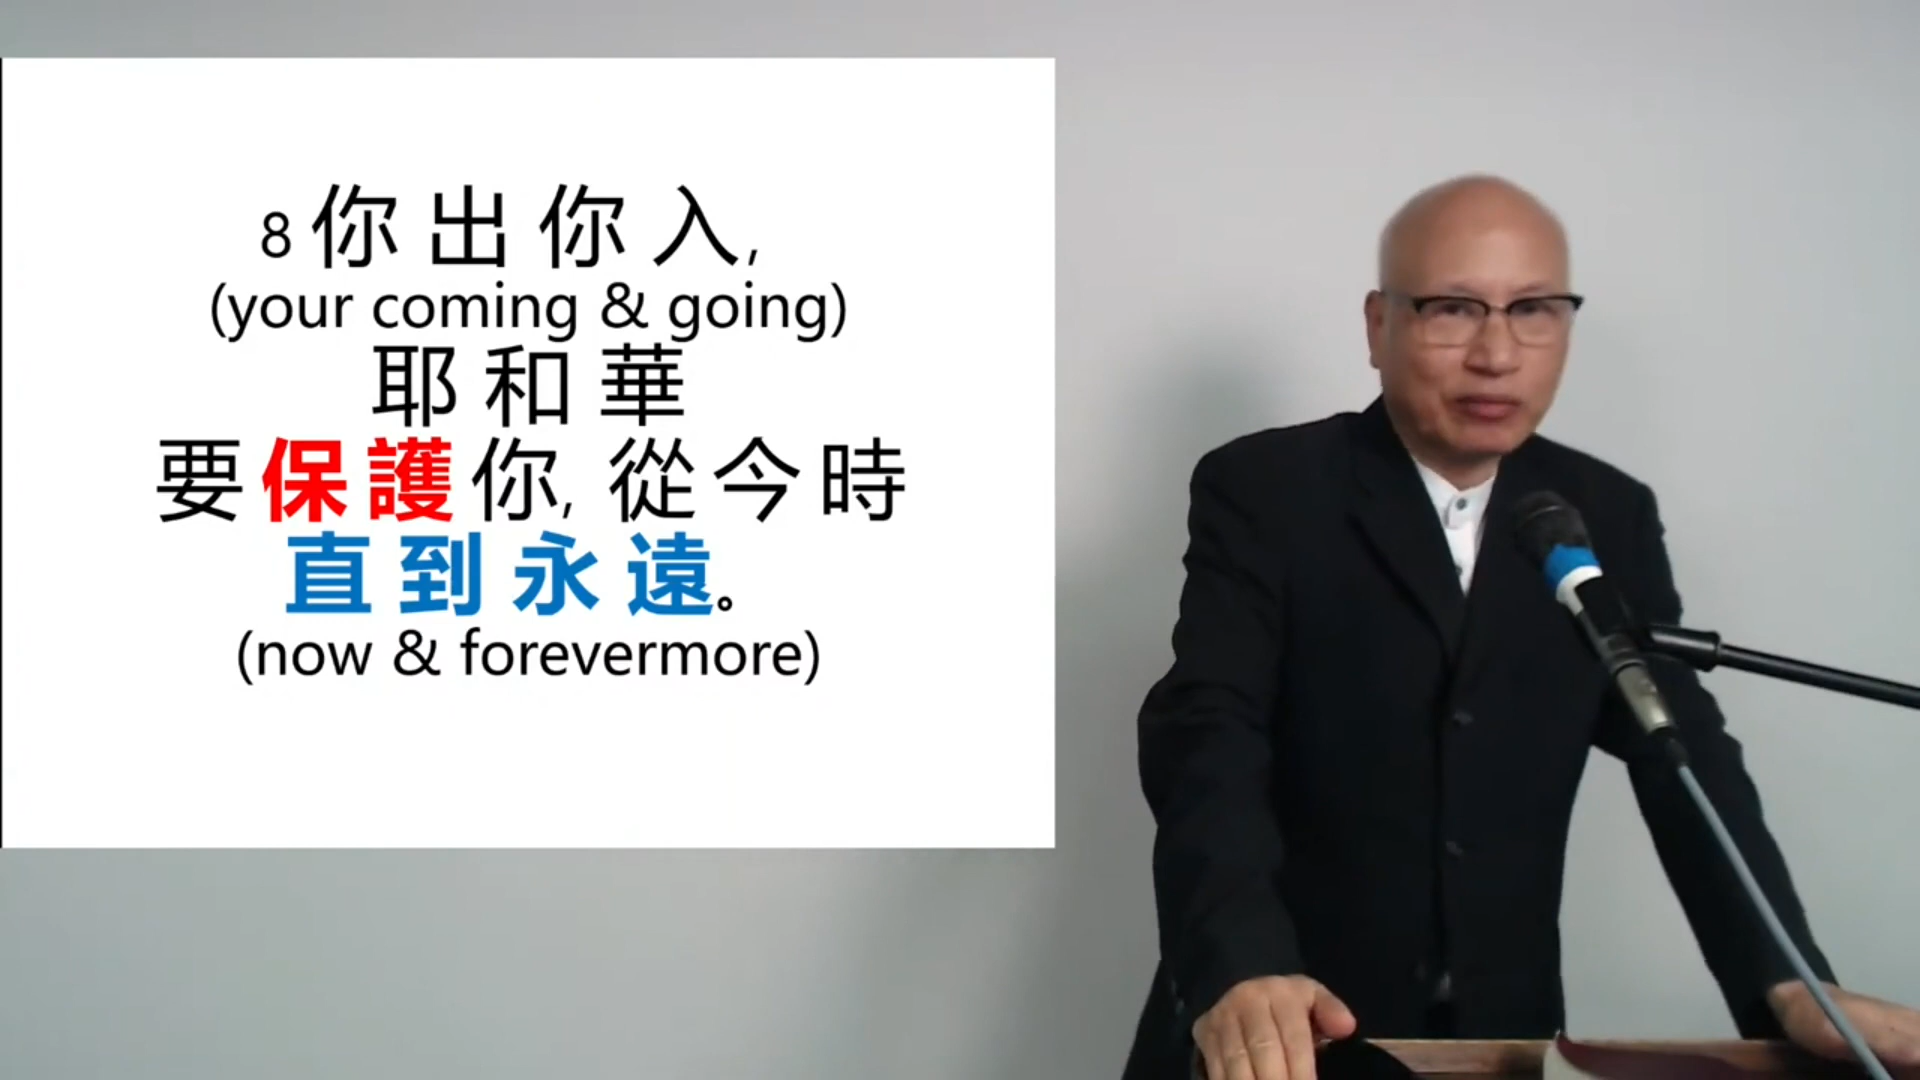 8 你出你入,
(your coming & going)
耶和華
要保護你, 從今時
直到永遠。
(now & forevermore)